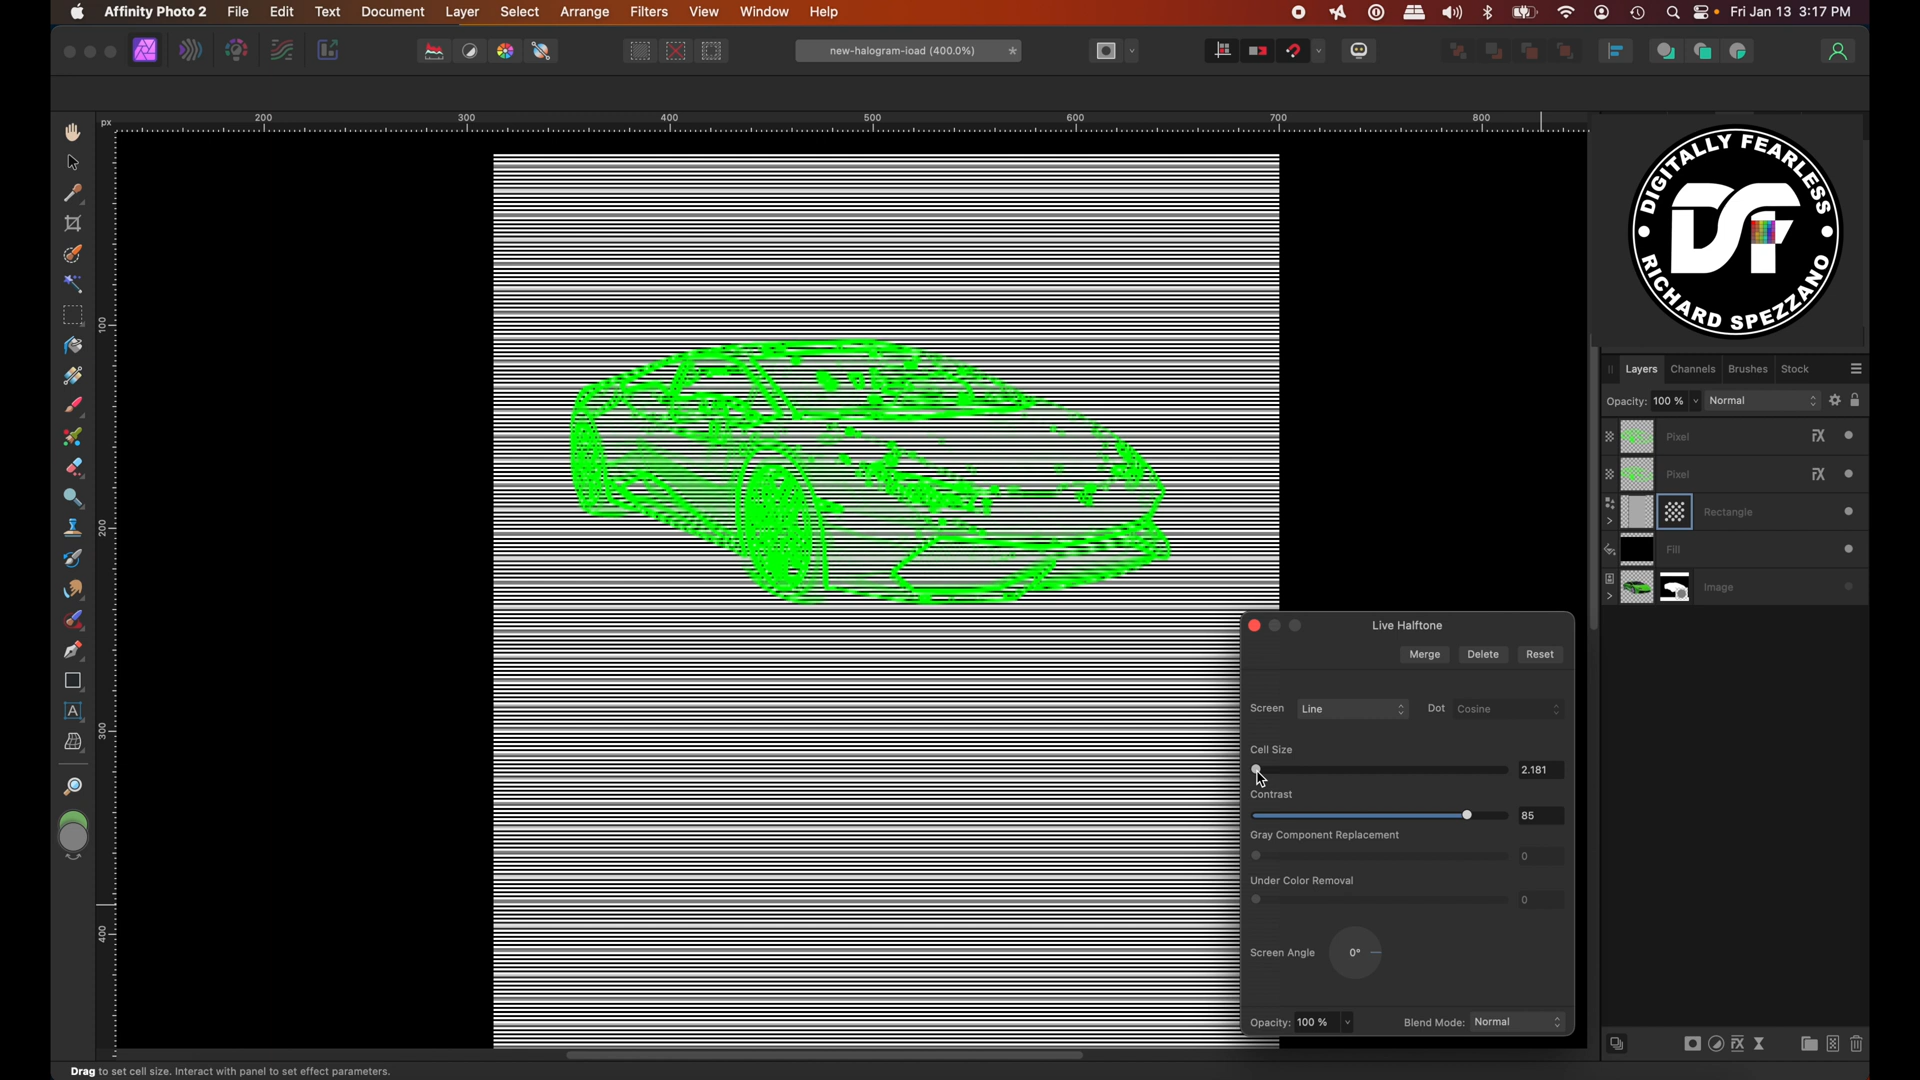 Affinity Photo 2 File Edit Text Document Layer Select Arrange Filters View Window Help Fri Jan 13 3:17 PM
new-halogram-ioad (400.0%) *
px 200 300 400 500 600 700 800
100
200
300
400
DIGITALLY FEARLESS
DF
RICHARD SPEZZANO
Layers Channels Brushes Stock
Opacity: 100 % Normal
Pixel
Pixel
Rectangle
Fill
Image
Live Halftone
Merge Delete Reset
Screen Line Dot Cosine
Cell Size
2.181
Contrast
85
Gray Component Replacement
0
Under Color Removal
0
Screen Angle 0°
Opacity: 100 % Blend Mode: Normal
Drag to set cell size. Interact with panel to set effect parameters.